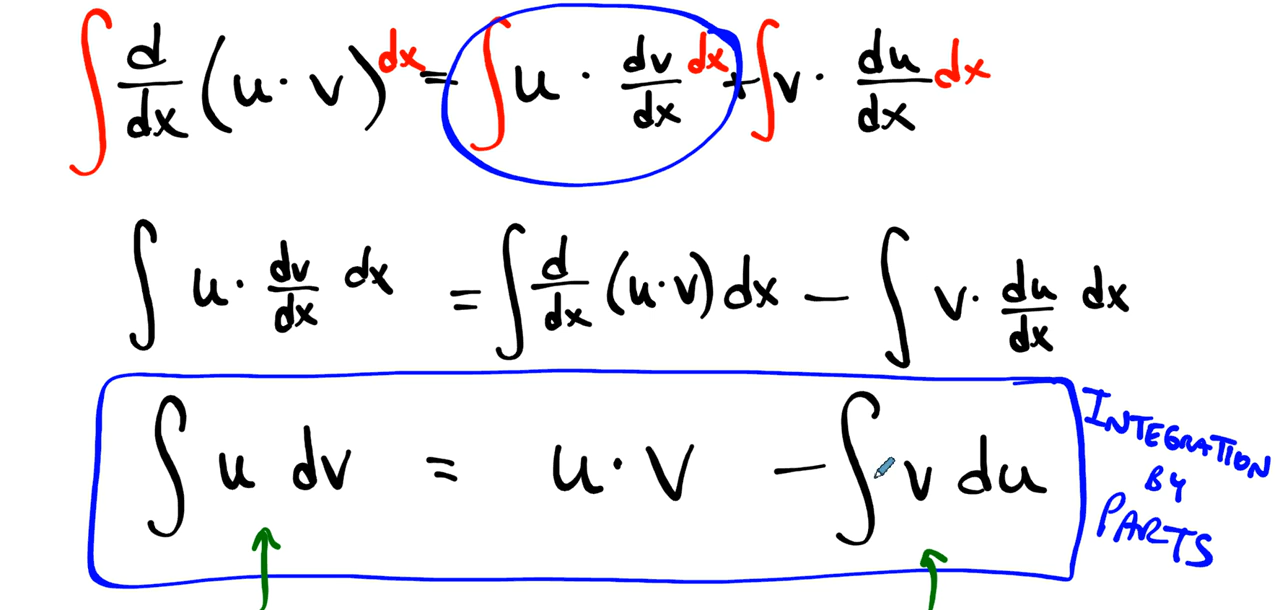 ∫ d/dx (u · v) dx = ∫ u · dv/dx dx + ∫ v · du/dx dx
∫ u · dv/dx dx = ∫ d/dx (u · v) dx − ∫ v · du/dx dx
∫ u dv = u · v − ∫ v du
INTEGRATION
BY
PARTS